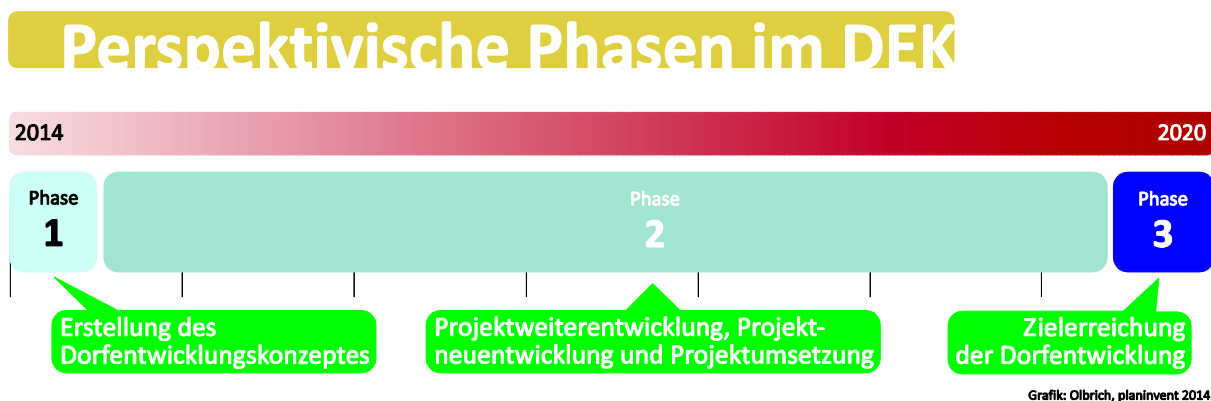 Perspektivische Phasen im DEK
2014 2020
Phase
1
Phase
2
Phase
3
Erstellung des
Dorfentwicklungskonzeptes
Projektweiterentwicklung, Projekt-
neuentwicklung und Projektumsetzung
Zielerreichung
der Dorfentwicklung
Grafik: Olbrich, planinvent 2014